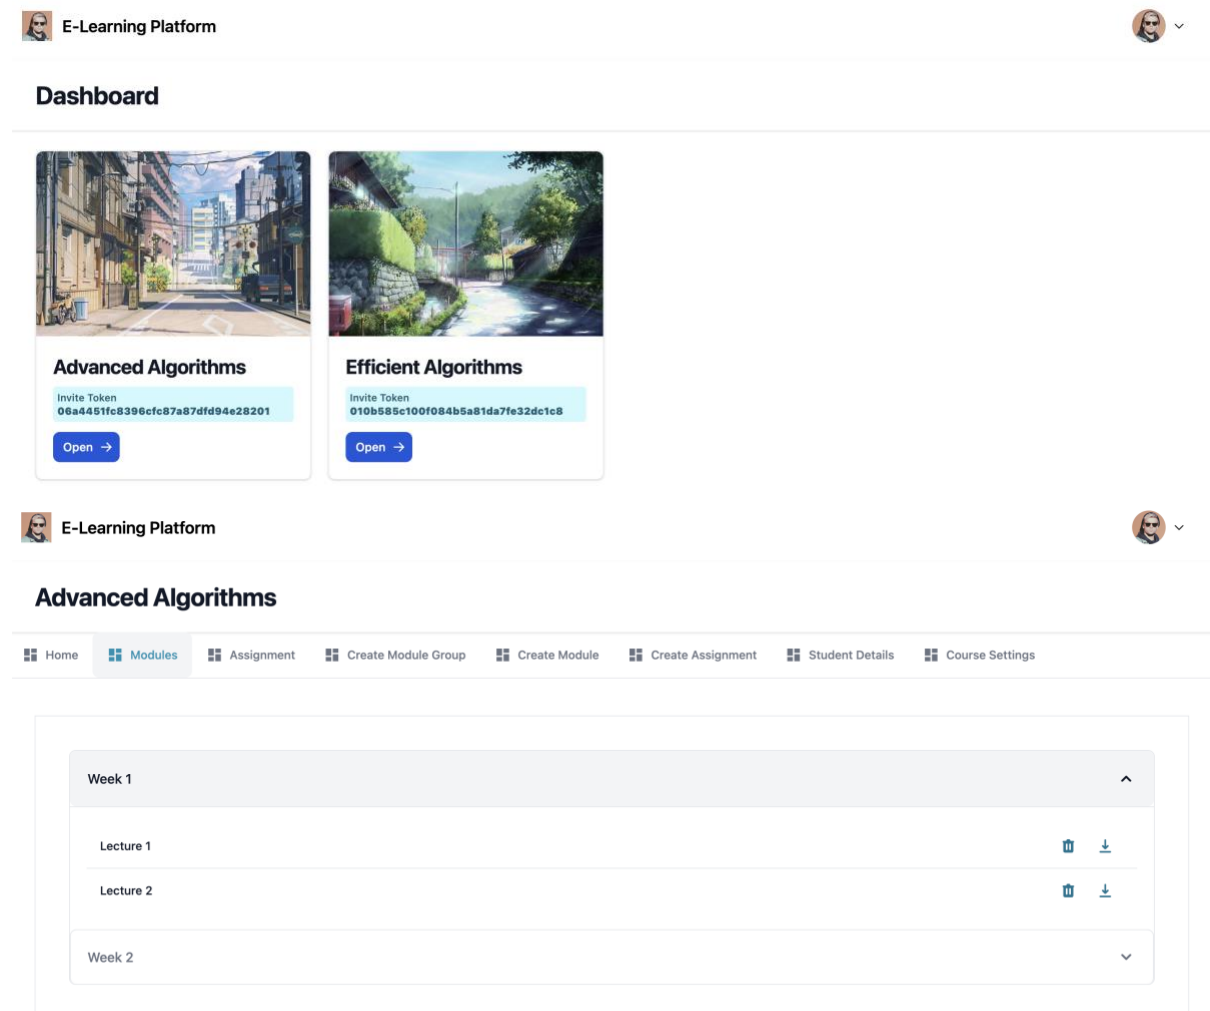 E-Learning Platform
Dashboard
Advanced Algorithms
Invite Token
06a4451fc8396cfc87a87dfd94e28201
Open →
Efficient Algorithms
Invite Token
010b585c100f084b5a81da7fe32dc1c8
Open →
E-Learning Platform
Advanced Algorithms
Home Modules Assignment Create Module Group Create Module Create Assignment Student Details Course Settings
Week 1
Lecture 1
Lecture 2
Week 2